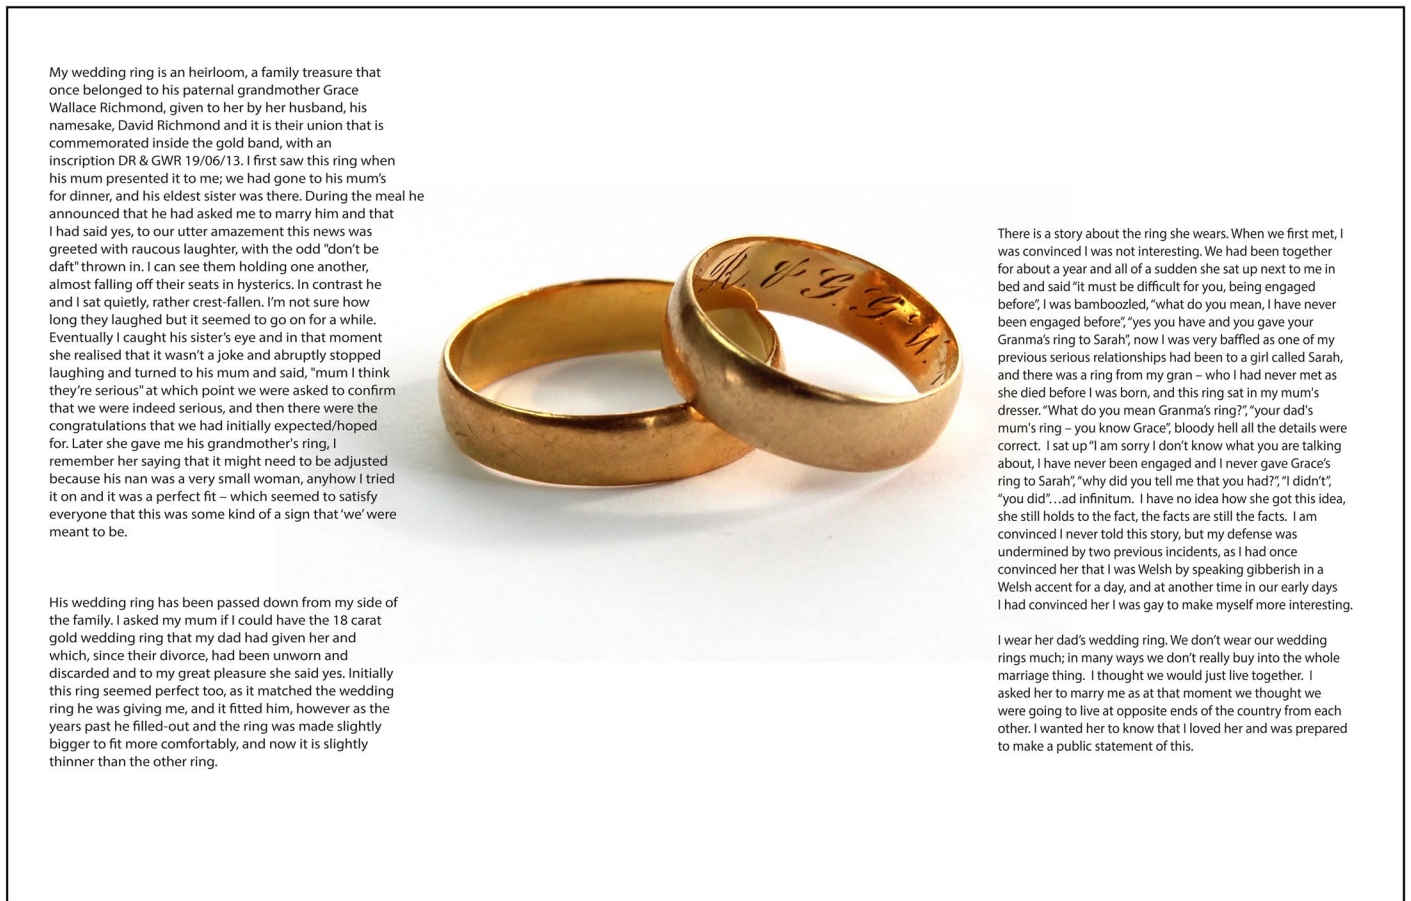 My wedding ring is an heirloom, a family treasure that
once belonged to his paternal grandmother Grace
Wallace Richmond, given to her by her husband, his
namesake, David Richmond and it is their union that is
commemorated inside the gold band, with an
inscription DR & GWR 19/06/13. I first saw this ring when
his mum presented it to me; we had gone to his mum’s
for dinner, and his eldest sister was there. During the meal he
announced that he had asked me to marry him and that
I had said yes, to our utter amazement this news was
greeted with raucous laughter, with the odd "don’t be
daft" thrown in. I can see them holding one another,
almost falling off their seats in hysterics. In contrast he
and I sat quietly, rather crest-fallen. I’m not sure how
long they laughed but it seemed to go on for a while.
Eventually I caught his sister’s eye and in that moment
she realised that it wasn’t a joke and abruptly stopped
laughing and turned to his mum and said, "mum I think
they’re serious" at which point we were asked to confirm
that we were indeed serious, and then there were the
congratulations that we had initially expected/hoped
for. Later she gave me his grandmother's ring, I
remember her saying that it might need to be adjusted
because his nan was a very small woman, anyhow I tried
it on and it was a perfect fit – which seemed to satisfy
everyone that this was some kind of a sign that ‘we’ were
meant to be.
His wedding ring has been passed down from my side of
the family. I asked my mum if I could have the 18 carat
gold wedding ring that my dad had given her and
which, since their divorce, had been unworn and
discarded and to my great pleasure she said yes. Initially
this ring seemed perfect too, as it matched the wedding
ring he was giving me, and it fitted him, however as the
years past he filled-out and the ring was made slightly
bigger to fit more comfortably, and now it is slightly
thinner than the other ring.
R. & G. G. W.
There is a story about the ring she wears. When we first met, I
was convinced I was not interesting. We had been together
for about a year and all of a sudden she sat up next to me in
bed and said “it must be difficult for you, being engaged
before”, I was bamboozled, “what do you mean, I have never
been engaged before”, “yes you have and you gave your
Granma’s ring to Sarah”, now I was very baffled as one of my
previous serious relationships had been to a girl called Sarah,
and there was a ring from my gran – who I had never met as
she died before I was born, and this ring sat in my mum's
dresser. “What do you mean Granma’s ring?”, “your dad's
mum's ring – you know Grace”, bloody hell all the details were
correct. I sat up “I am sorry I don’t know what you are talking
about, I have never been engaged and I never gave Grace’s
ring to Sarah”, “why did you tell me that you had?”, “I didn’t”,
“you did”…ad infinitum. I have no idea how she got this idea,
she still holds to the fact, the facts are still the facts. I am
convinced I never told this story, but my defense was
undermined by two previous incidents, as I had once
convinced her that I was Welsh by speaking gibberish in a
Welsh accent for a day, and at another time in our early days
I had convinced her I was gay to make myself more interesting.
I wear her dad’s wedding ring. We don’t wear our wedding
rings much; in many ways we don’t really buy into the whole
marriage thing. I thought we would just live together. I
asked her to marry me as at that moment we thought we
were going to live at opposite ends of the country from each
other. I wanted her to know that I loved her and was prepared
to make a public statement of this.